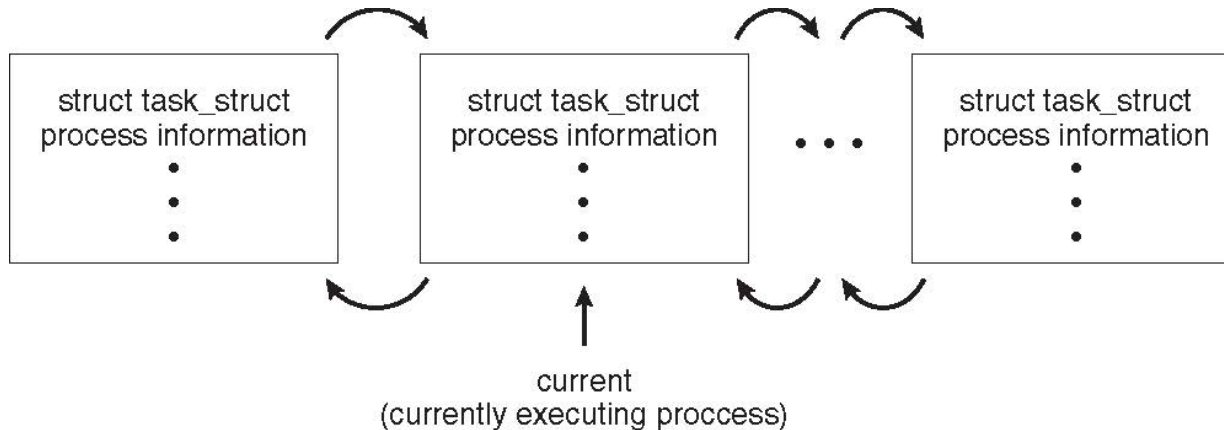 struct task_struct
process information
struct task_struct
process information
struct task_struct
process information
current
(currently executing proccess)